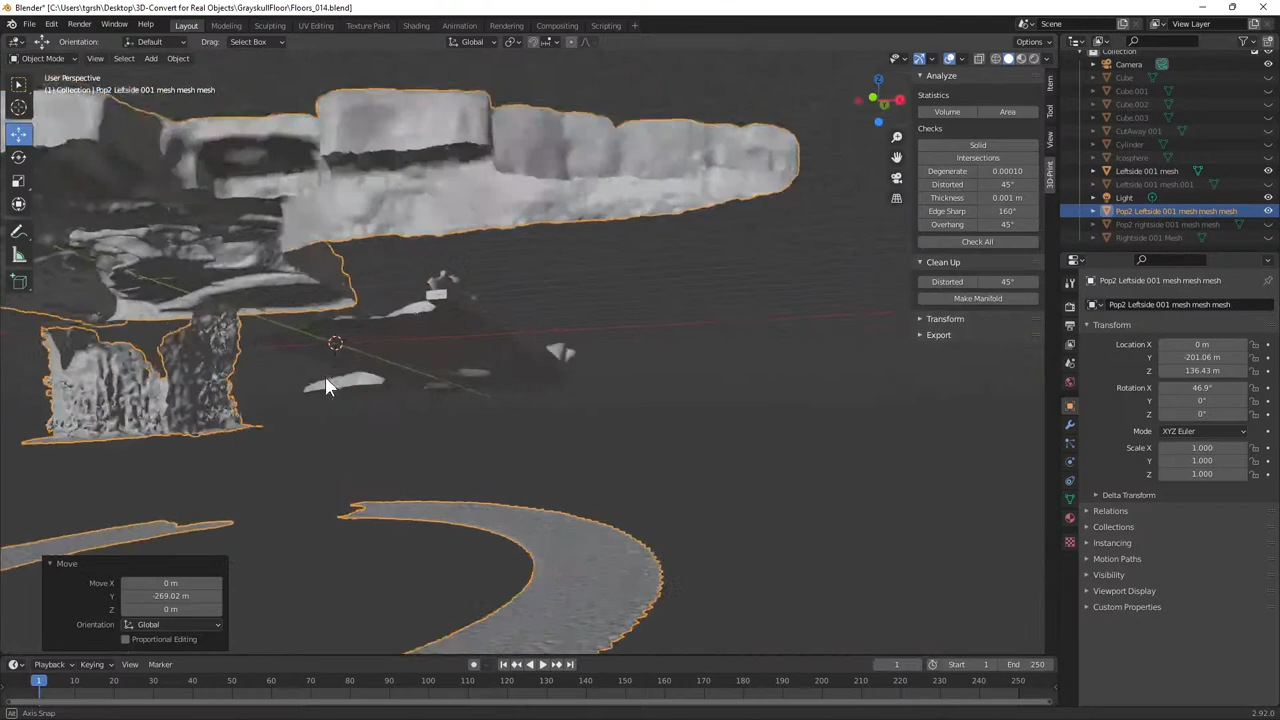 Blender* [C:\Users\tgrsh\Desktop\3D-Convert for Real Objects\GrayskullFloor\Floors_014.blend]
File Edit Render Window Help Layout Modeling Sculpting UV Editing Texture Paint Shading Animation Rendering Compositing Scripting + Scene View Layer
Orientation: Default Drag: Select Box Global Options
Object Mode View Select Add Object
User Perspective
(1) Collection | Pop2 Leftside 001 mesh mesh mesh
Z
X
Y
Analyze
Statistics
Volume Area
Checks
Solid
Intersections
Degenerate 0.00010
Distorted 45°
Thickness 0.001 m
Edge Sharp 160°
Overhang 45°
Check All
Clean Up
Distorted 45°
Make Manifold
Transform
Export
Item
Tool
View
3D-Print
Collection
Camera
Cube
Cube.001
Cube.002
Cube.003
CutAway 001
Cylinder
Icosphere
Leftside 001 mesh
Leftside 001 mesh.001
Light
Pop2 Leftside 001 mesh mesh mesh
Pop2 rightside 001 mesh mesh
Rightside 001 Mesh
Pop2 Leftside 001 mesh mesh mesh
Pop2 Leftside 001 mesh mesh mesh
Transform
Location X 0 m
Y -201.06 m
Z 136.43 m
Rotation X 46.9°
Y 0°
Z 0°
Mode XYZ Euler
Scale X 1.000
Y 1.000
Z 1.000
Delta Transform
Relations
Collections
Instancing
Motion Paths
Visibility
Viewport Display
Custom Properties
Move
Move X 0 m
Y -269.02 m
Z 0 m
Orientation Global
Proportional Editing
Playback Keying View Marker 1 Start 1 End 250
1 10 20 30 40 50 60 70 80 90 100 110 120 130 140 150 160 170 180 190 200 210 220 230 240 250
Alt Axis Snap 2.92.0